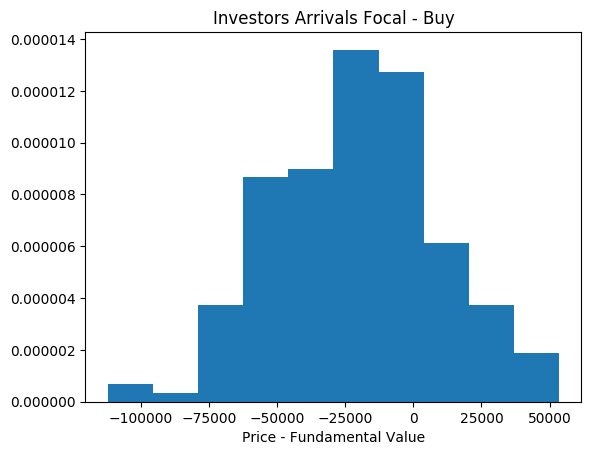 Investors Arrivals Focal - Buy
0.000014
0.000012
0.000010
0.000008
0.000006
0.000004
0.000002
0.000000
−100000 −75000 −50000 −25000 0 25000 50000
Price - Fundamental Value